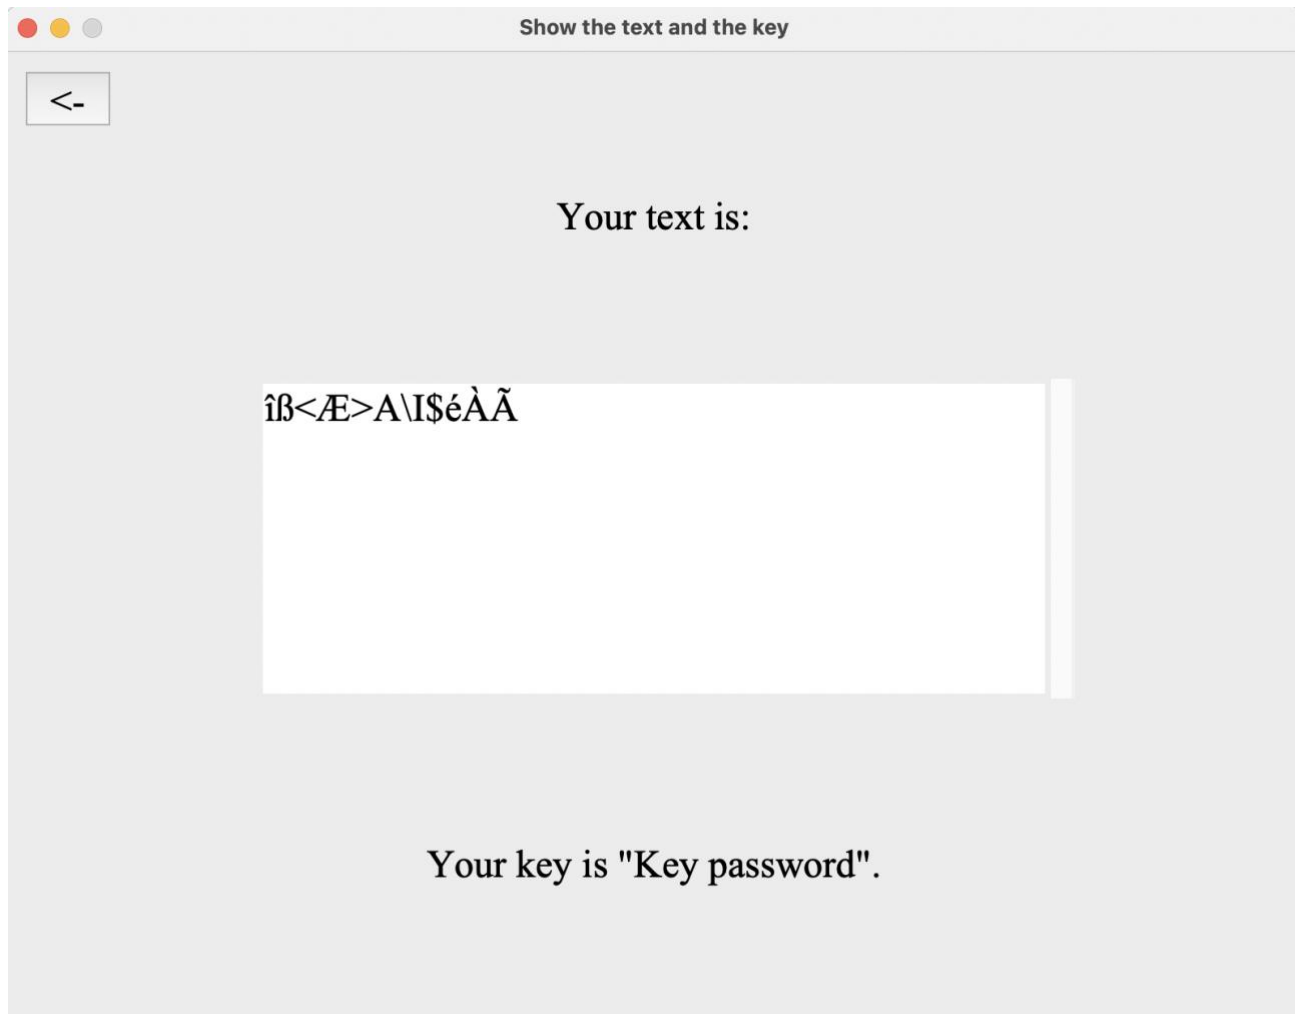 Show the text and the key
<-
Your text is:
îß<Æ>A\I$éÀÃ
Your key is "Key password".